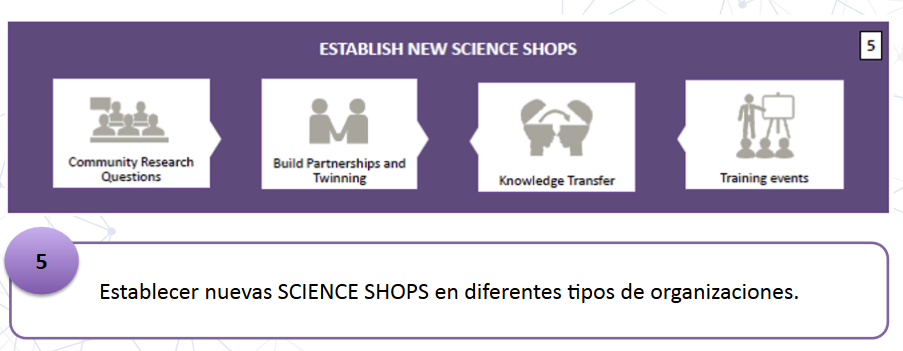 ESTABLISH NEW SCIENCE SHOPS
5
Community Research
Questions
Build Partnerships and
Twinning
Knowledge Transfer
Training events
5
Establecer nuevas SCIENCE SHOPS en diferentes tipos de organizaciones.